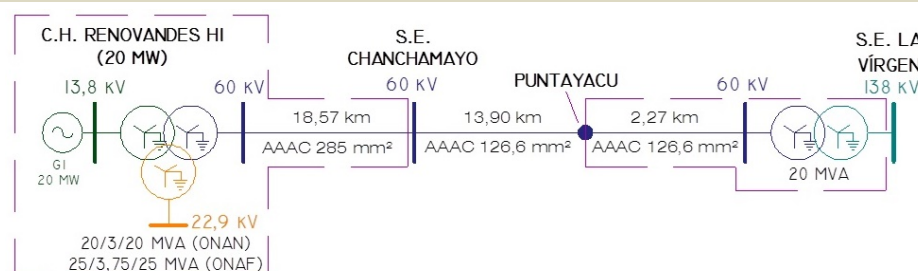 C.H. RENOVANDES H1
(20 MW)
S.E.
CHANCHAMAYO
S.E. LA
VÍRGEN
13,8 kV
60 kV
60 kV
PUNTAYACU
60 kV
138 kV
18,57 km
13,90 km
2,27 km
AAAC 285 mm²
AAAC 126,6 mm²
AAAC 126,6 mm²
G1
20 MW
20 MVA
22,9 kV
20/3/20 MVA (ONAN)
25/3,75/25 MVA (ONAF)